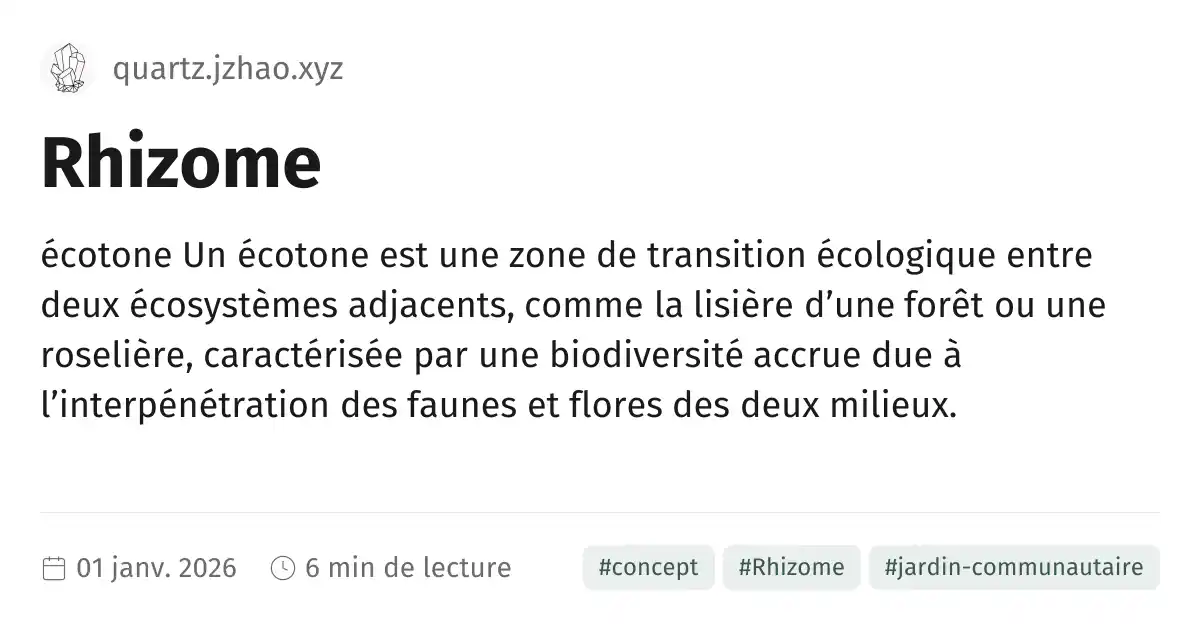 quartz.jzhao.xyz
Rhizome
écotone Un écotone est une zone de transition écologique entre
deux écosystèmes adjacents, comme la lisière d’une forêt ou une
roselière, caractérisée par une biodiversité accrue due à
l’interpénétration des faunes et flores des deux milieux.
01 janv. 2026 6 min de lecture #concept #Rhizome #jardin-communautaire